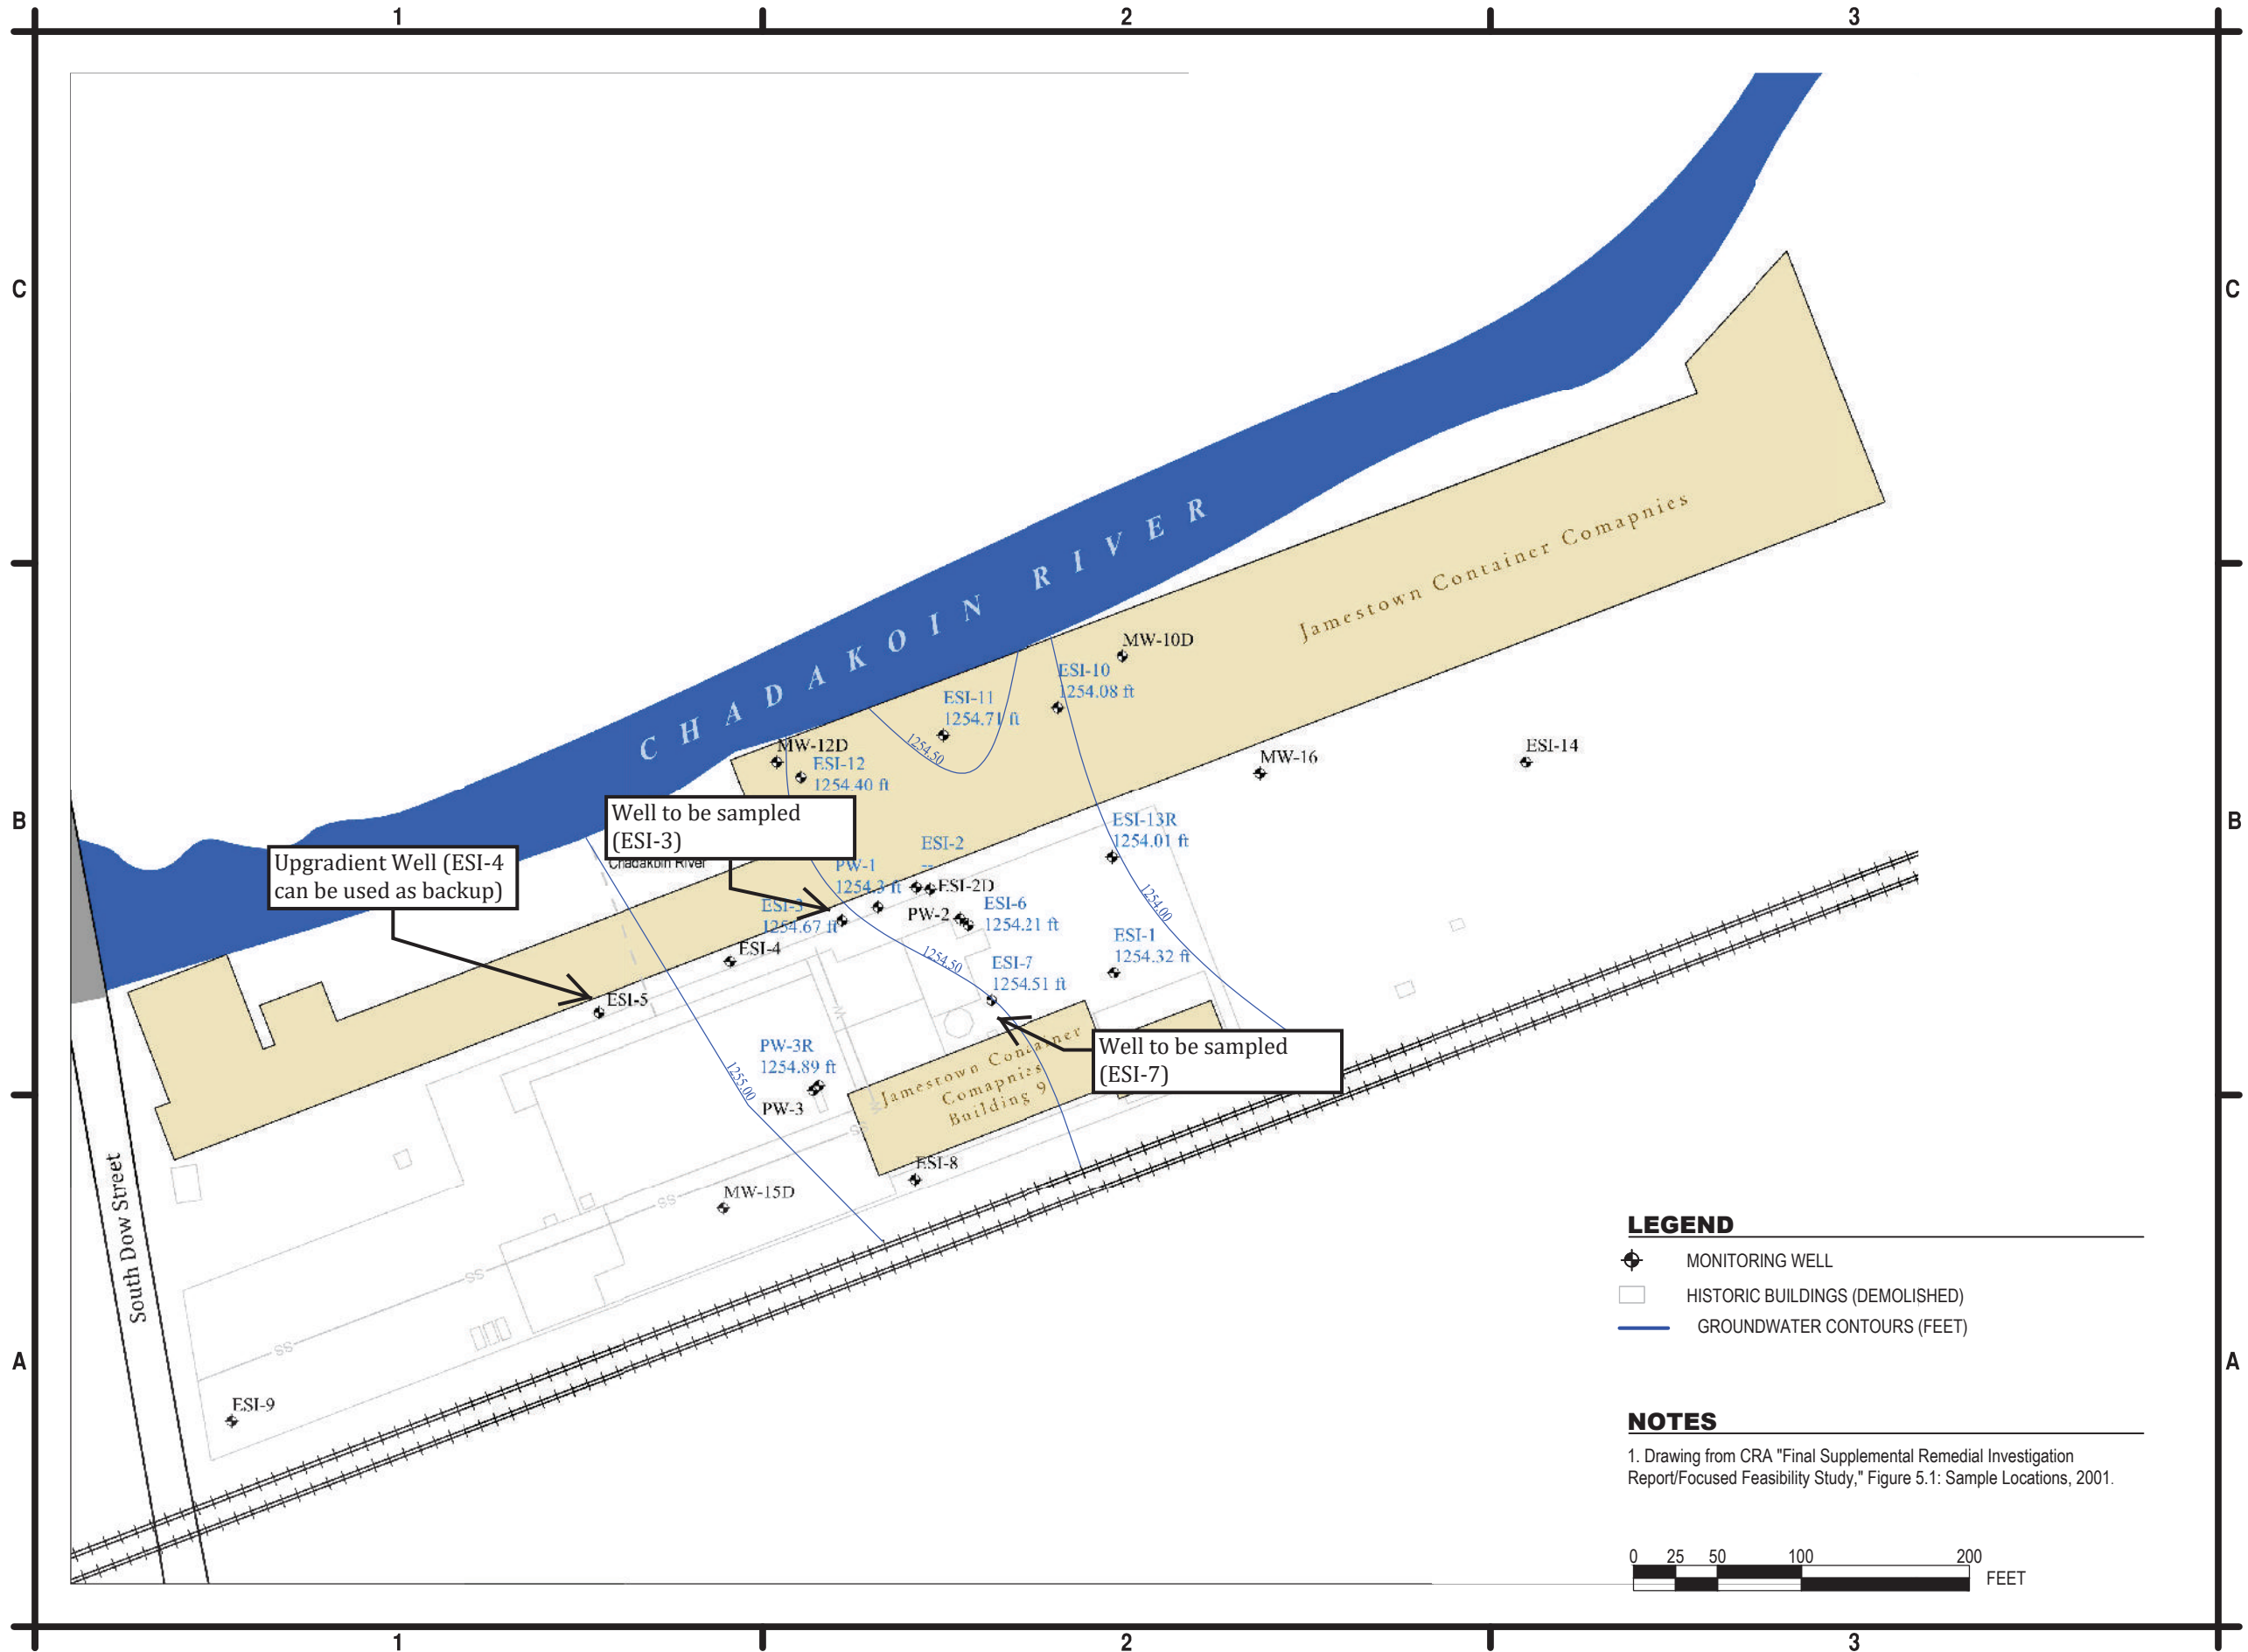 1
2
3
C
C
CHADAKOIN RIVER
Jamestown Container Comapnies
MW-10D
ESI-10
1254.08 ft
ESI-11
1254.71 ft
1254.50
MW-12D
ESI-12
1254.40 ft
MW-16
ESI-14
B
B
Well to be sampled
(ESI-3)
Chadakoin River
Upgradient Well (ESI-4
can be used as backup)
ESI-13R
1254.01 ft
ESI-2
--
PW-1
1254.3 ft
ESI-2D
ESI-3
1254.67 ft
PW-2
ESI-6
1254.21 ft
1254.00
ESI-4
1254.50
ESI-1
1254.32 ft
ESI-7
1254.51 ft
ESI-5
Well to be sampled
(ESI-7)
PW-3R
1254.89 ft
1255.00
PW-3
Jamestown Container
Comapnies
Building 9
SS
ESI-8
MW-15D
SS
South Dow Street
SS
SS
ESI-9
A
A
LEGEND
MONITORING WELL
HISTORIC BUILDINGS (DEMOLISHED)
GROUNDWATER CONTOURS (FEET)
NOTES
1. Drawing from CRA "Final Supplemental Remedial Investigation
Report/Focused Feasibility Study," Figure 5.1: Sample Locations, 2001.
0 25 50 100 200
FEET
1
2
3